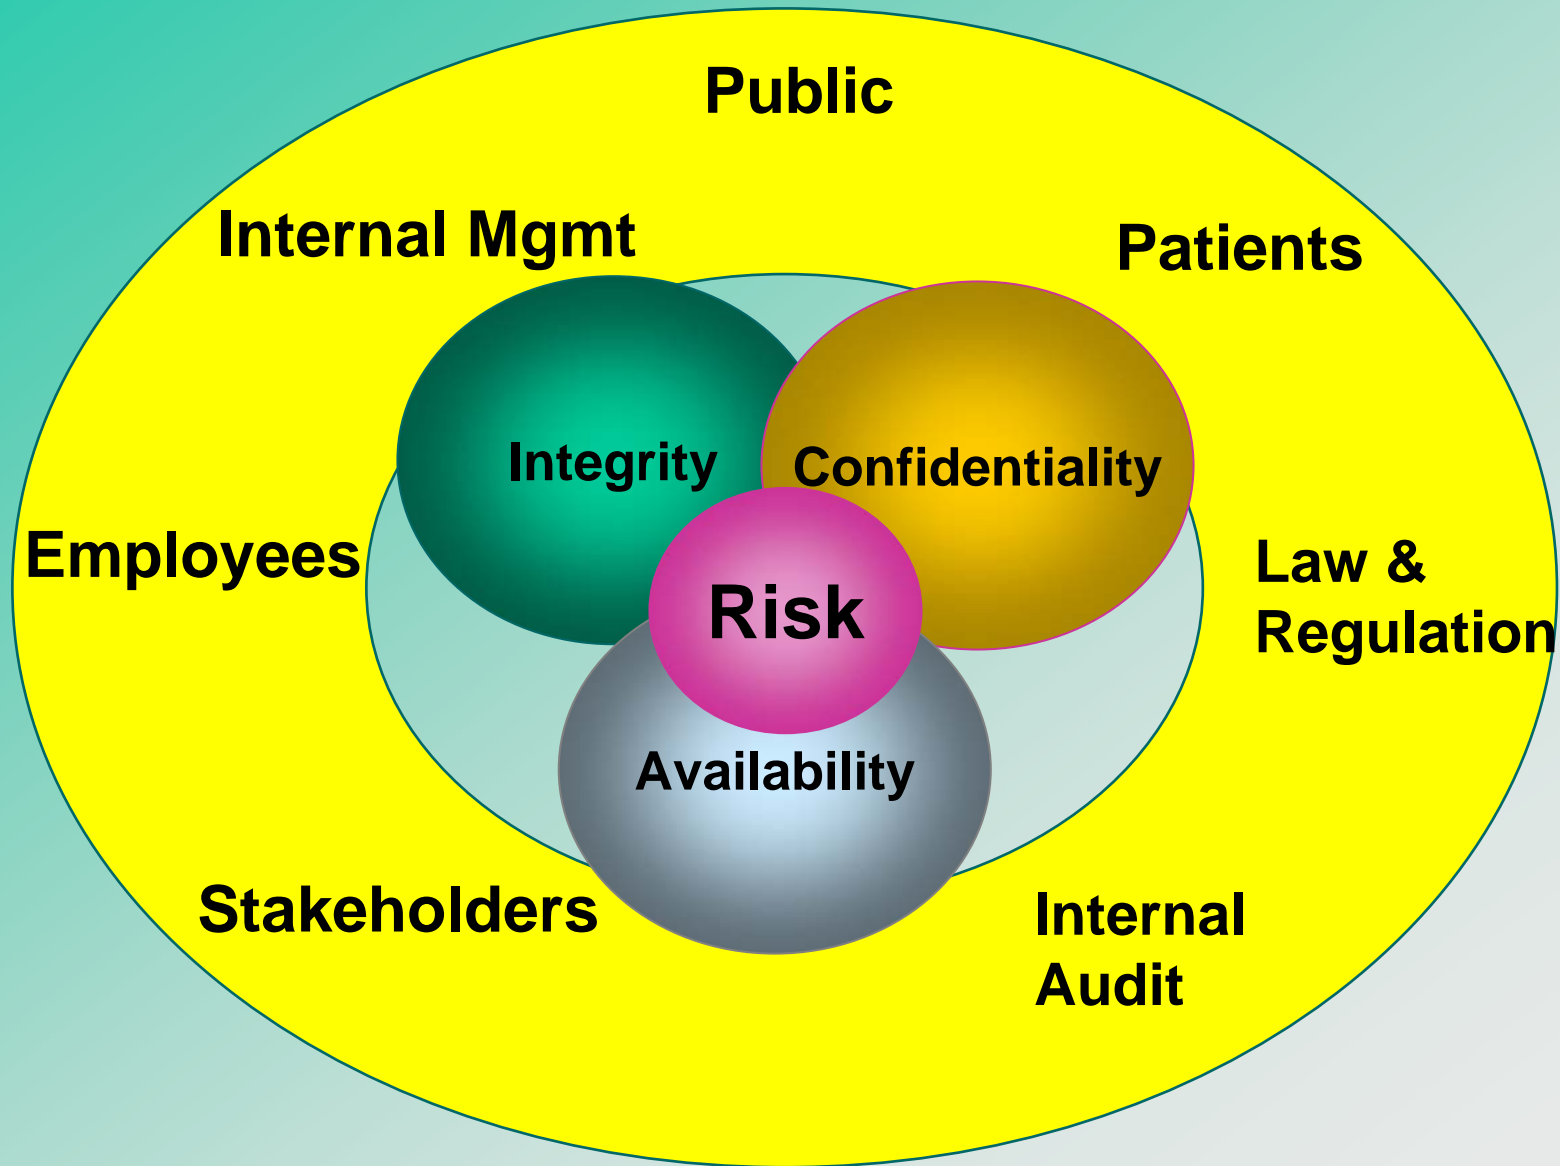 Public
Internal Mgmt
Patients
Integrity
Confidentiality
Employees
Law &
Regulation
Risk
Availability
Stakeholders
Internal
Audit